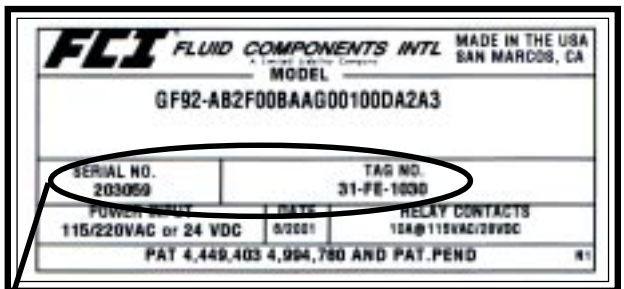 FCI FLUID COMPONENTS INTL MADE IN THE USA
A Limited Liability Company SAN MARCOS, CA
MODEL
GF92-AB2F00BAAG00100DA2A3
SERIAL NO. TAG NO.
203059 31-FE-1030
POWER INPUT DATE RELAY CONTACTS
115/220VAC or 24 VDC 6/2001 10A@115VAC/28VDC
PAT 4,449,403 4,994,780 AND PAT.PEND N1